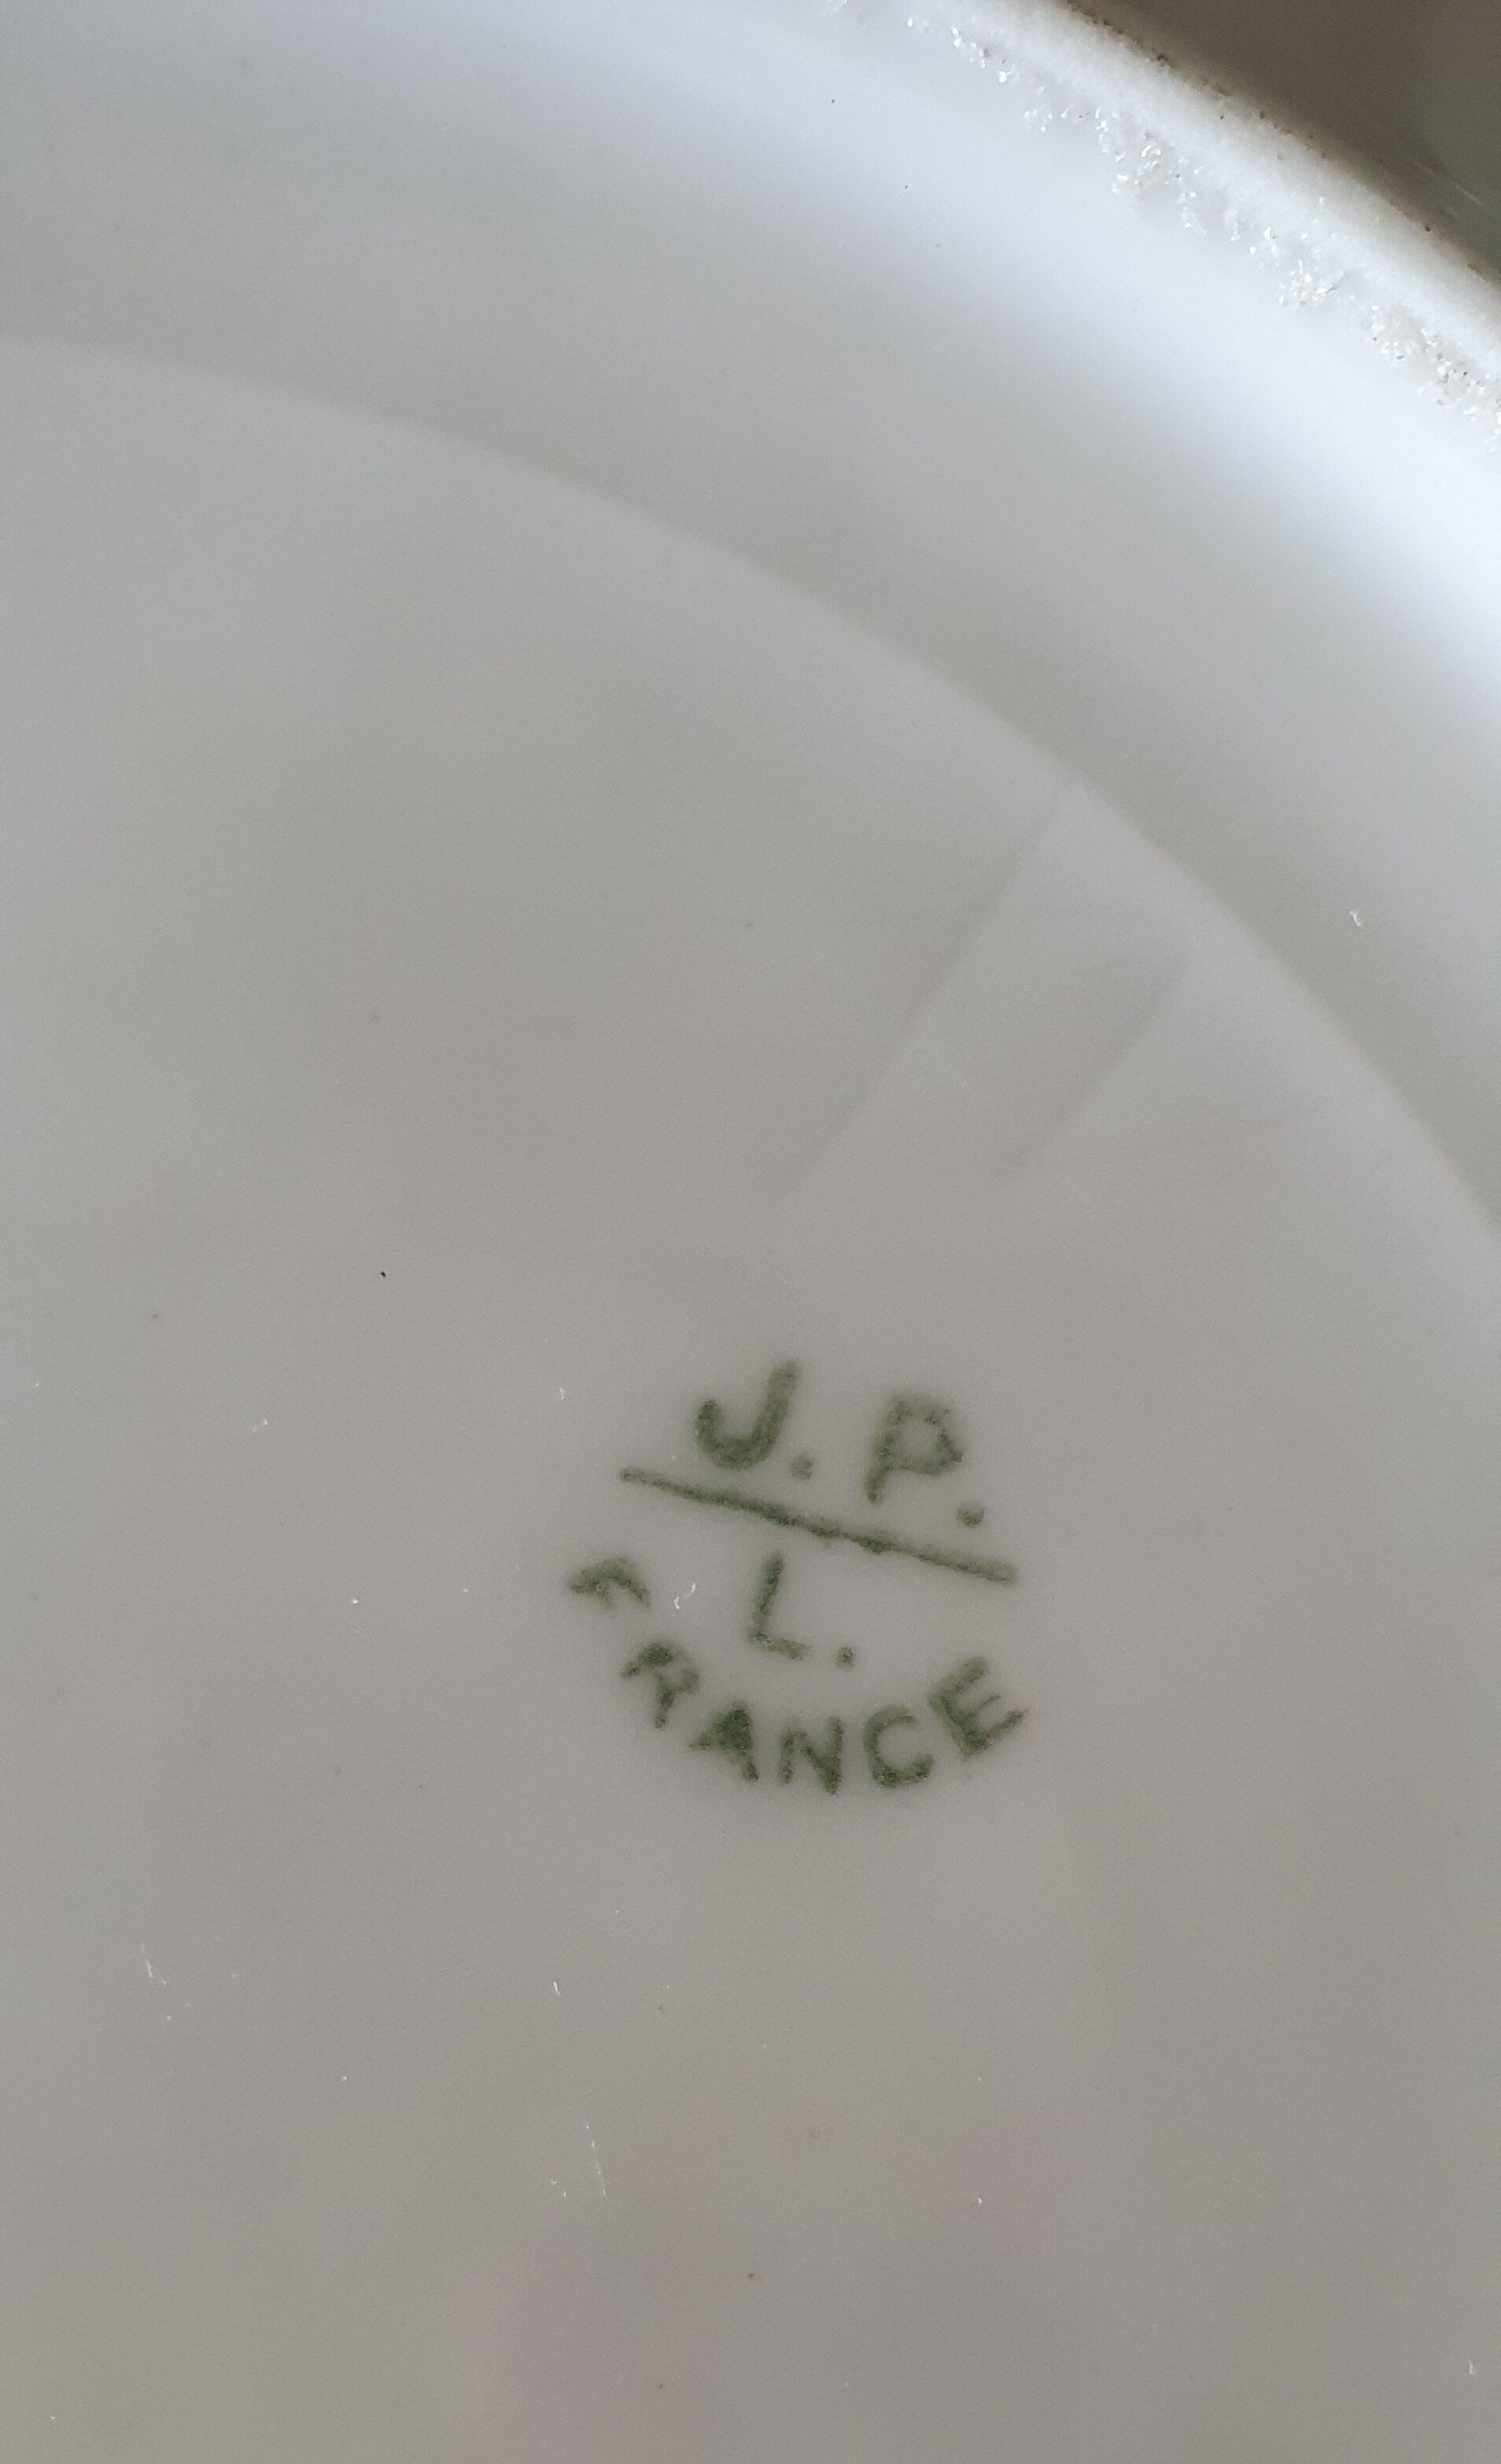 J. P.
L.
FRANCE